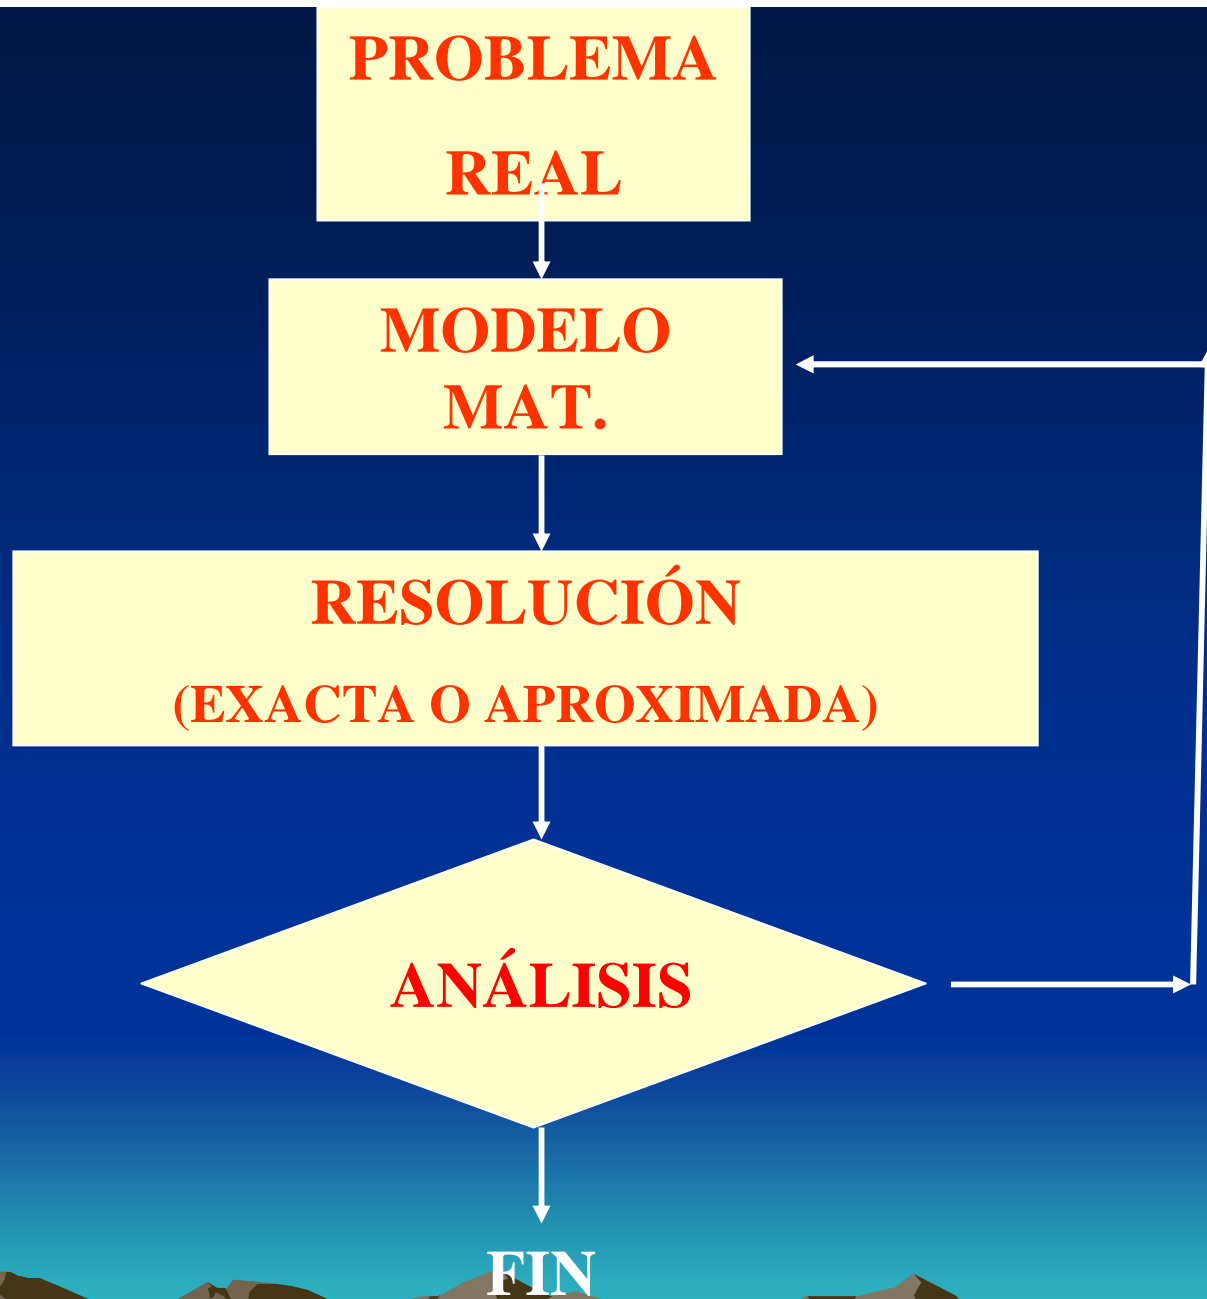 PROBLEMA
REAL
MODELO
MAT.
RESOLUCIÓN
(EXACTA O APROXIMADA)
ANÁLISIS
FIN